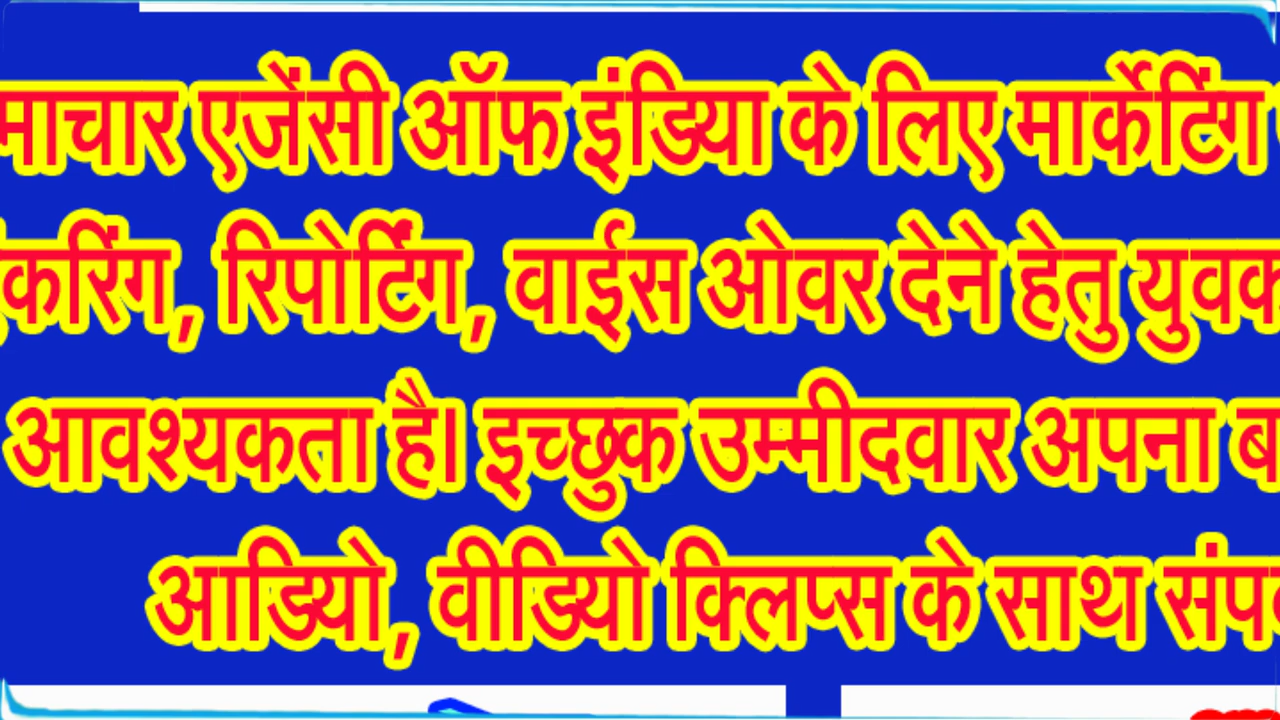 माचार एजेंसी ऑफ इंडिया के लिए मार्केटिंग
करिंग, रिपोर्टिंग, वाईस ओवर देने हेतु युवक
आवश्यकता है। इच्छुक उम्मीदवार अपना ब
आडियो, वीडियो क्लिप्स के साथ संप